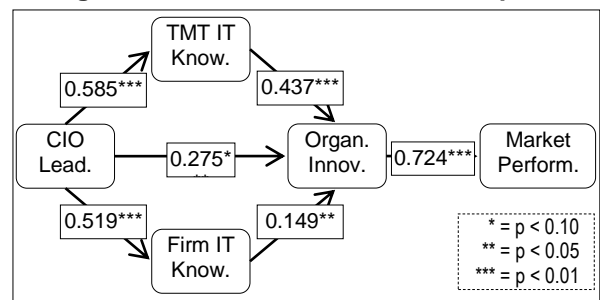 TMT IT
Know.
0.585***
0.437***
CIO
Lead.
0.275*
Organ.
Innov.
0.724***
Market
Perform.
0.519***
0.149**
Firm IT
Know.
* = p < 0.10
** = p < 0.05
*** = p < 0.01